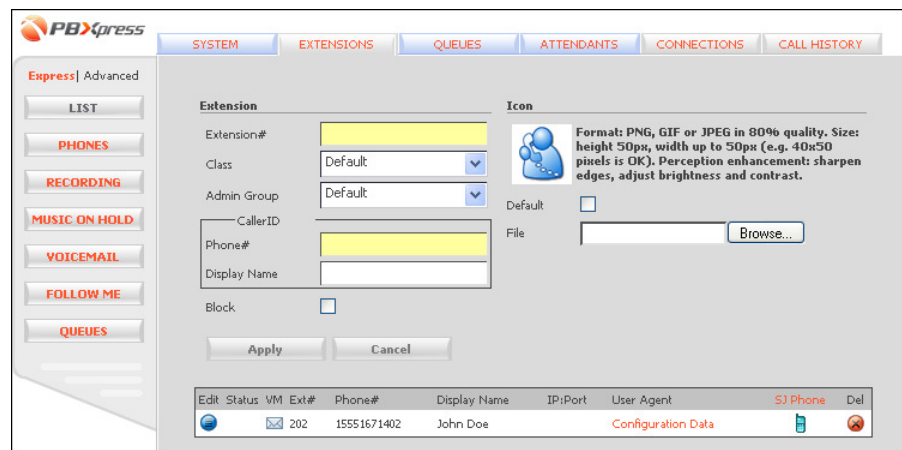 PBXpress
SYSTEM EXTENSIONS QUEUES ATTENDANTS CONNECTIONS CALL HISTORY
Express| Advanced
LIST
PHONES
RECORDING
MUSIC ON HOLD
VOICEMAIL
FOLLOW ME
QUEUES
Extension
Extension#
Class Default
Admin Group Default
CallerID
Phone#
Display Name
Block
Apply Cancel
Icon
Format: PNG, GIF or JPEG in 80% quality. Size:
height 50px, width up to 50px (e.g. 40x50
pixels is OK). Perception enhancement: sharpen
edges, adjust brightness and contrast.
Default
File Browse...
Edit Status VM Ext# Phone# Display Name IP:Port User Agent SJ Phone Del
202 15551671402 John Doe Configuration Data